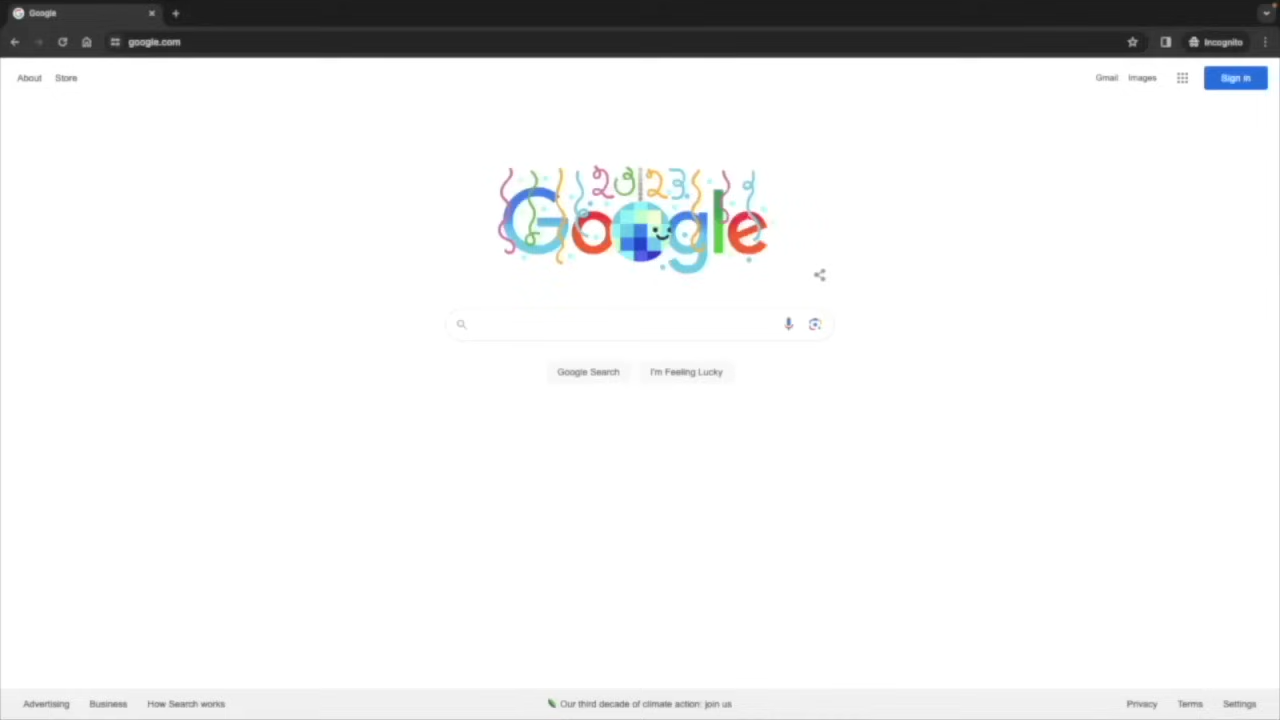 Google
google.com
Incognito
About Store
Gmail Images Sign in
2023
Google
Google Search I'm Feeling Lucky
Advertising Business How Search works
Our third decade of climate action: join us
Privacy Terms Settings